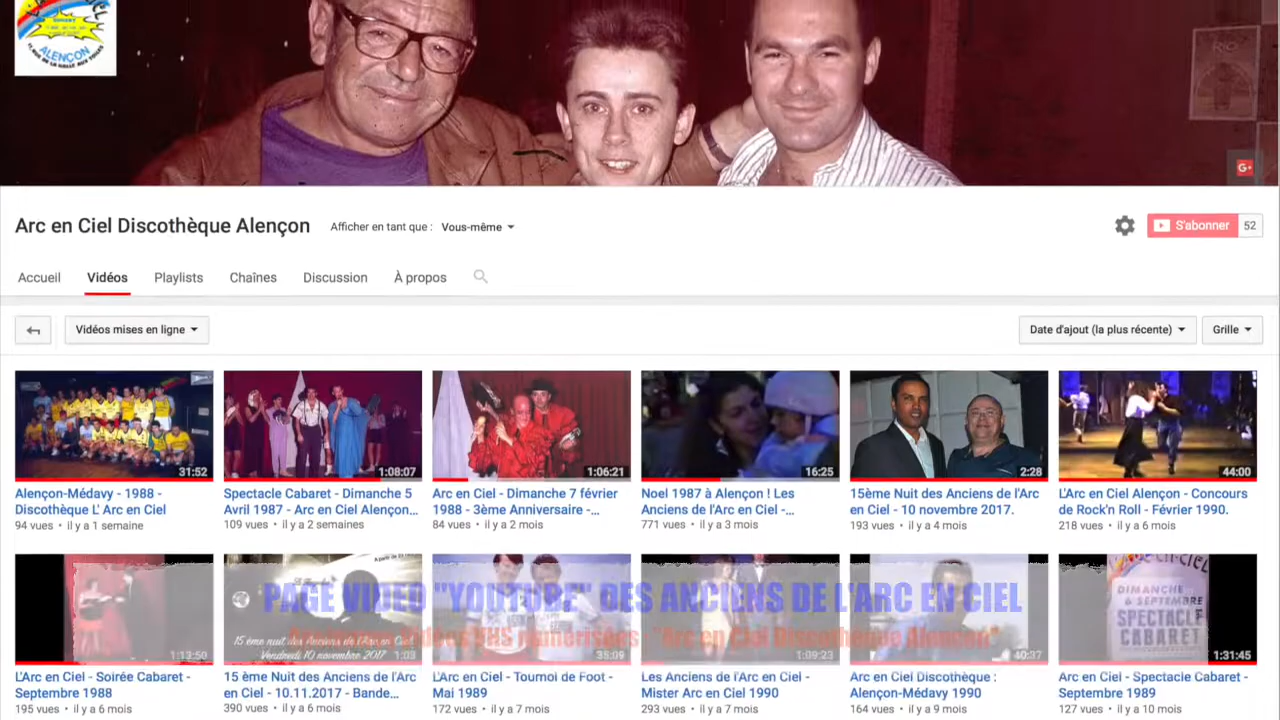 ALENÇON
RIO
G+
Arc en Ciel Discothèque Alençon
Afficher en tant que : Vous-même
S'abonner 52
Accueil Vidéos Playlists Chaînes Discussion À propos
Vidéos mises en ligne
Date d'ajout (la plus récente) Grille
31:52 1:08:07 1:06:21 16:25 2:28 44:00
Alençon-Médavy - 1988 -
Discothèque L' Arc en Ciel
94 vues • il y a 1 semaine
Spectacle Cabaret - Dimanche 5
Avril 1987 - Arc en Ciel Alençon...
109 vues • il y a 2 semaines
Arc en Ciel - Dimanche 7 février
1988 - 3ème Anniversaire -...
84 vues • il y a 2 mois
Noel 1987 à Alençon ! Les
Anciens de l'Arc en Ciel -...
771 vues • il y a 3 mois
15ème Nuit des Anciens de l'Arc
en Ciel - 10 novembre 2017.
193 vues • il y a 4 mois
L'Arc en Ciel Alençon - Concours
de Rock'n Roll - Février 1990.
218 vues • il y a 6 mois
PAGE VIDEO "YOUTUBE" DES ANCIENS DE L'ARC EN CIEL
Vidéos VHS numérisées : "Arc en Ciel Discothèque Alençon"
15 ème nuit des Anciens de l'Arc en Ciel
Vendredi 10 novembre 2017
DIMANCHE
6 SEPTEMBRE
SPECTACLE
CABARET
1:13:50 1:03 35:09 1:09:23 40:37 1:31:45
L'Arc en Ciel - Soirée Cabaret -
Septembre 1988
195 vues • il y a 6 mois
15 ème Nuit des Anciens de l'Arc
en Ciel - 10.11.2017 - Bande...
390 vues • il y a 6 mois
L'Arc en Ciel - Tournoi de Foot -
Mai 1989
172 vues • il y a 7 mois
Les Anciens de l'Arc en Ciel -
Mister Arc en Ciel 1990
293 vues • il y a 7 mois
Arc en Ciel Discothèque :
Alençon-Médavy 1990
164 vues • il y a 9 mois
Arc en Ciel - Spectacle Cabaret -
Septembre 1989
127 vues • il y a 10 mois